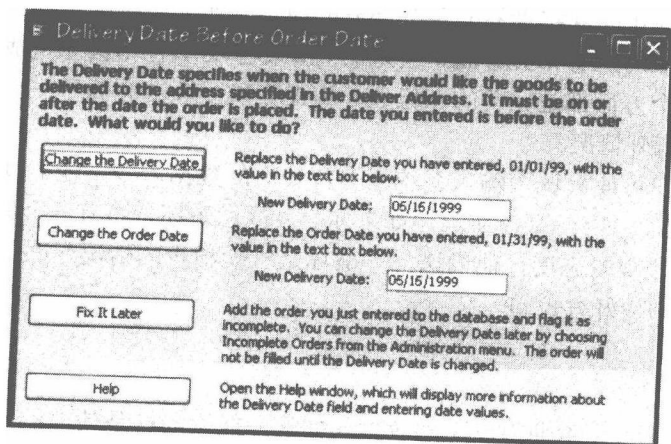 Delivery Date Before Order Date
The Delivery Date specifies when the customer would like the goods to be
delivered to the address specified in the Deliver Address. It must be on or
after the date the order is placed. The date you entered is before the order
date. What would you like to do?
Change the Delivery Date
Replace the Delivery Date you have entered, 01/01/99, with the
value in the text box below.
New Delivery Date: 06/15/1999
Change the Order Date
Replace the Order Date you have entered, 01/31/99, with the
value in the text box below.
New Delivery Date: 06/15/1999
Fix It Later
Add the order you just entered to the database and flag it as
incomplete. You can change the Delivery Date later by choosing
Incomplete Orders from the Administration menu. The order will
not be filled until the Delivery Date is changed.
Help
Open the Help window, which will display more information about
the Delivery Date field and entering date values.